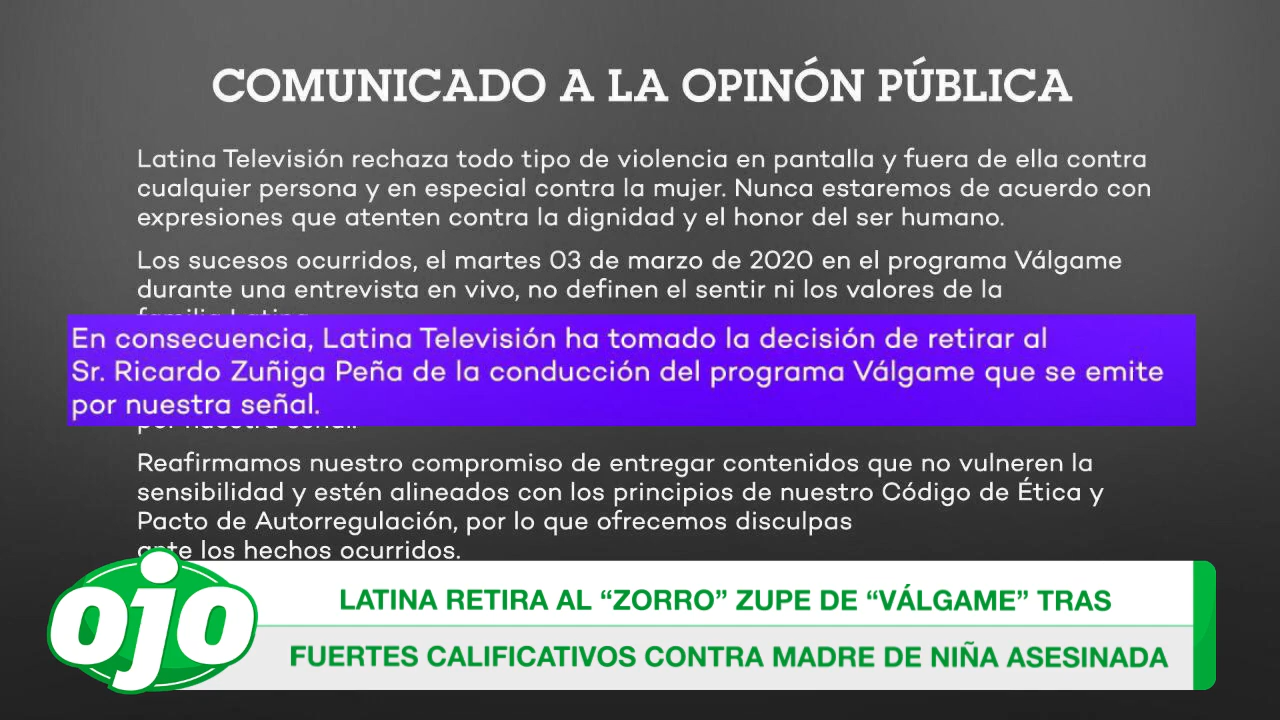 COMUNICADO A LA OPINÓN PÚBLICA
Latina Televisión rechaza todo tipo de violencia en pantalla y fuera de ella contra
cualquier persona y en especial contra la mujer. Nunca estaremos de acuerdo con
expresiones que atenten contra la dignidad y el honor del ser humano.
Los sucesos ocurridos, el martes 03 de marzo de 2020 en el programa Válgame
durante una entrevista en vivo, no definen el sentir ni los valores de la
familia Latina.
En consecuencia, Latina Televisión ha tomado la decisión de retirar al
Sr. Ricardo Zuñiga Peña de la conducción del programa Válgame que se emite
por nuestra señal.
por nuestra señal.
Reafirmamos nuestro compromiso de entregar contenidos que no vulneren la
sensibilidad y estén alineados con los principios de nuestro Código de Ética y
Pacto de Autorregulación, por lo que ofrecemos disculpas
ante los hechos ocurridos.
ojo
LATINA RETIRA AL “ZORRO” ZUPE DE “VÁLGAME” TRAS
FUERTES CALIFICATIVOS CONTRA MADRE DE NIÑA ASESINADA